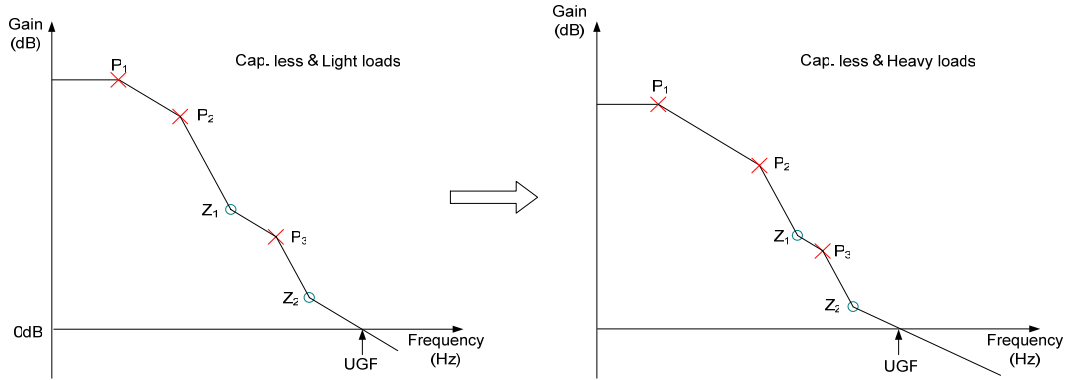 Gain
(dB)
Cap. less & Light loads
P1
P2
Z1
P3
Z2
0dB
Frequency
(Hz)
UGF
Gain
(dB)
Cap. less & Heavy loads
P1
P2
Z1
P3
Z2
Frequency
(Hz)
UGF